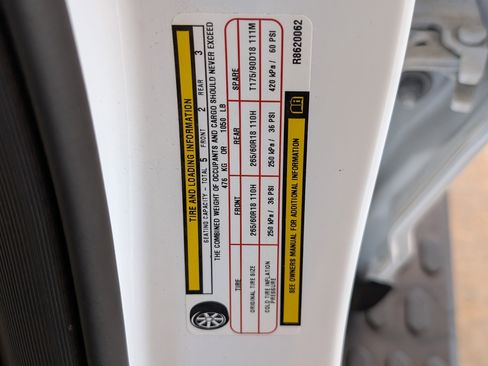 TIRE AND LOADING INFORMATION
SEATING CAPACITY - TOTAL 5 FRONT 2 REAR 3
THE COMBINED WEIGHT OF OCCUPANTS AND CARGO SHOULD NEVER EXCEED
476 KG OR 1050 LB
TIRE FRONT REAR SPARE
ORIGINAL TIRE SIZE 265/60R18 110H 265/60R18 110H T175/90D18 111M
COLD TIRE INFLATION PRESSURE 250 kPa / 36 PSI 250 kPa / 36 PSI 420 kPa / 60 PSI
SEE OWNERS MANUAL FOR ADDITIONAL INFORMATION
R8620062